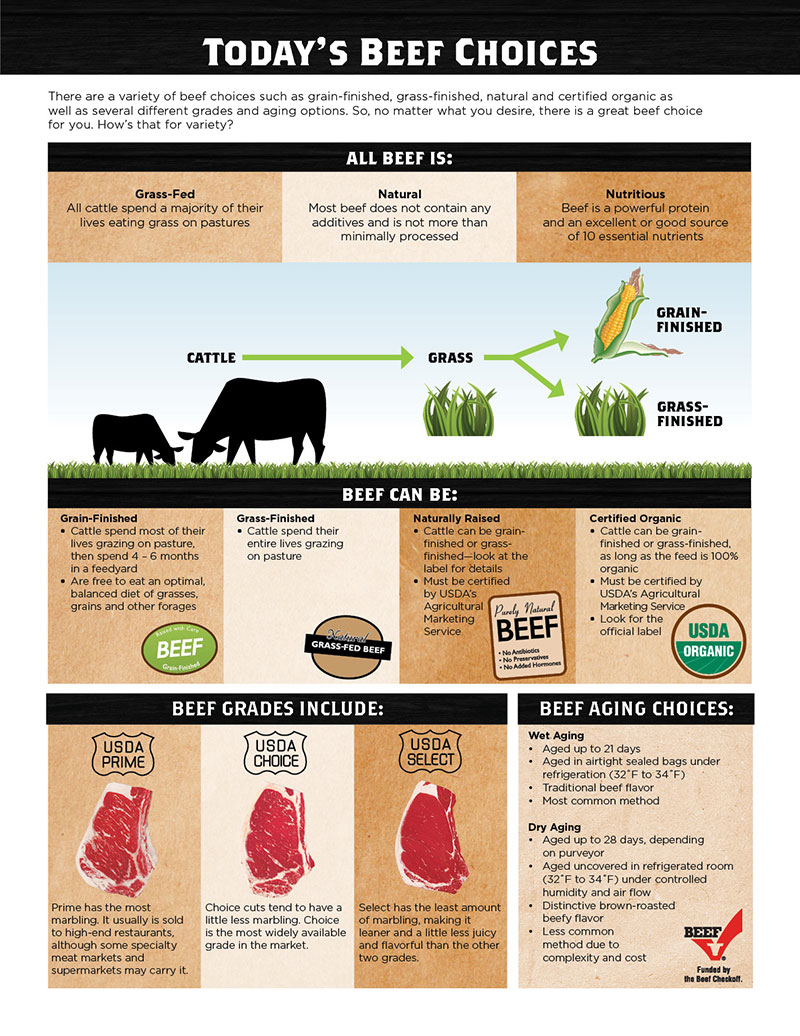 TODAY'S BEEF CHOICES
There are a variety of beef choices such as grain-finished, grass-finished, natural and certified organic as
well as several different grades and aging options. So, no matter what you desire, there is a great beef choice
for you. How's that for variety?
ALL BEEF IS:
Grass-Fed
All cattle spend a majority of their
lives eating grass on pastures
Natural
Most beef does not contain any
additives and is not more than
minimally processed
Nutritious
Beef is a powerful protein
and an excellent or good source
of 10 essential nutrients
CATTLE
GRASS
GRAIN-
FINISHED
GRASS-
FINISHED
BEEF CAN BE:
Grain-Finished
• Cattle spend most of their
lives grazing on pasture,
then spend 4 – 6 months
in a feedyard
• Are free to eat an optimal,
balanced diet of grasses,
grains and other forages
Raised with Care
BEEF
Grain-Finished
Grass-Finished
• Cattle spend their
entire lives grazing
on pasture
Natural
GRASS-FED BEEF
Naturally Raised
• Cattle can be grain-
finished or grass-
finished—look at the
label for details
• Must be certified
by USDA's
Agricultural
Marketing
Service
Purely Natural
BEEF
• No Antibiotics
• No Preservatives
• No Added Hormones
Certified Organic
• Cattle can be grain-
finished or grass-finished,
as long as the feed is 100%
organic
• Must be certified by
USDA's Agricultural
Marketing Service
• Look for the
official label
USDA
ORGANIC
BEEF GRADES INCLUDE:
USDA
PRIME
Prime has the most
marbling. It usually is sold
to high-end restaurants,
although some specialty
meat markets and
supermarkets may carry it.
USDA
CHOICE
Choice cuts tend to have a
little less marbling. Choice
is the most widely available
grade in the market.
USDA
SELECT
Select has the least amount
of marbling, making it
leaner and a little less juicy
and flavorful than the other
two grades.
BEEF AGING CHOICES:
Wet Aging
• Aged up to 21 days
• Aged in airtight sealed bags under
refrigeration (32˚F to 34˚F)
• Traditional beef flavor
• Most common method
Dry Aging
• Aged up to 28 days, depending
on purveyor
• Aged uncovered in refrigerated room
(32˚F to 34˚F) under controlled
humidity and air flow
• Distinctive brown-roasted
beefy flavor
• Less common
method due to
complexity and cost
BEEF
Funded by
the Beef Checkoff.